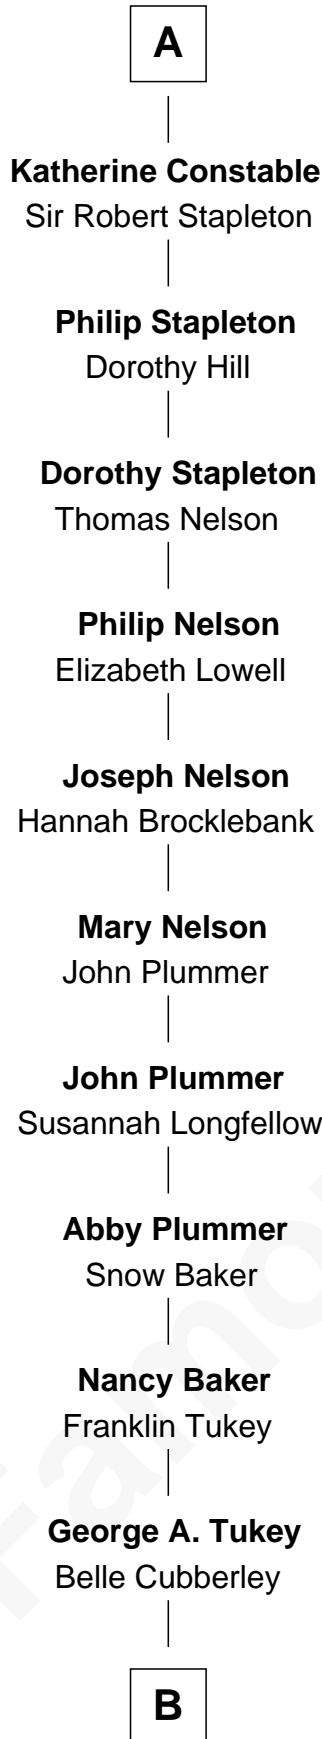 A
Katherine Constable
Sir Robert Stapleton
Philip Stapleton
Dorothy Hill
Dorothy Stapleton
Thomas Nelson
Philip Nelson
Elizabeth Lowell
Joseph Nelson
Hannah Brocklebank
Mary Nelson
John Plummer
John Plummer
Susannah Longfellow
Abby Plummer
Snow Baker
Nancy Baker
Franklin Tukey
George A. Tukey
Belle Cubberley
B